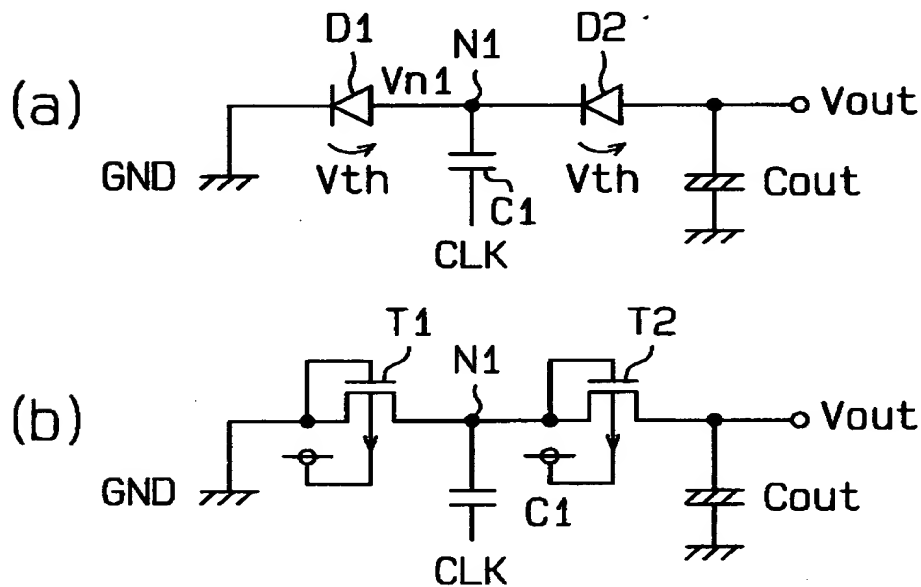 (a)
D1
Vn1
N1
D2
Vout
GND
Vth
C1
Vth
Cout
CLK
(b)
T1
N1
T2
Vout
GND
C1
Cout
CLK